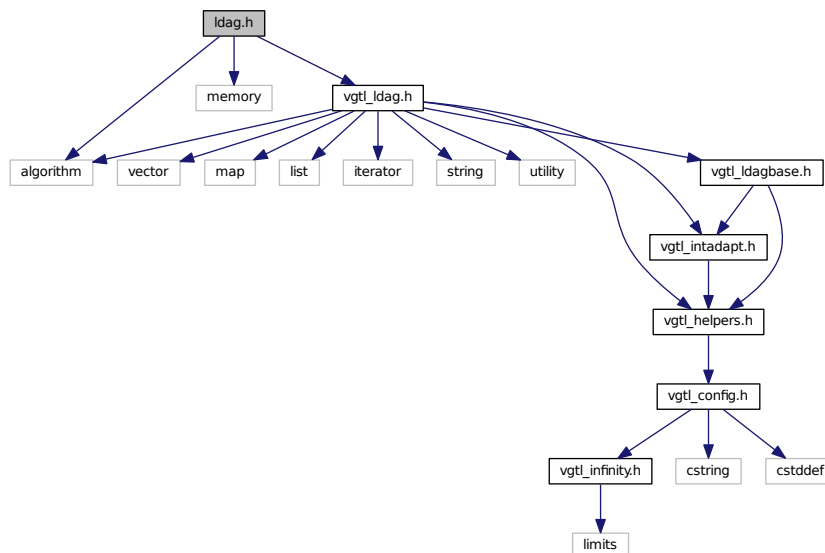 ldag.h
memory
vgtl_ldag.h
algorithm
vector
map
list
iterator
string
utility
vgtl_ldagbase.h
vgtl_intadapt.h
vgtl_helpers.h
vgtl_config.h
vgtl_infinity.h
cstring
cstddef
limits